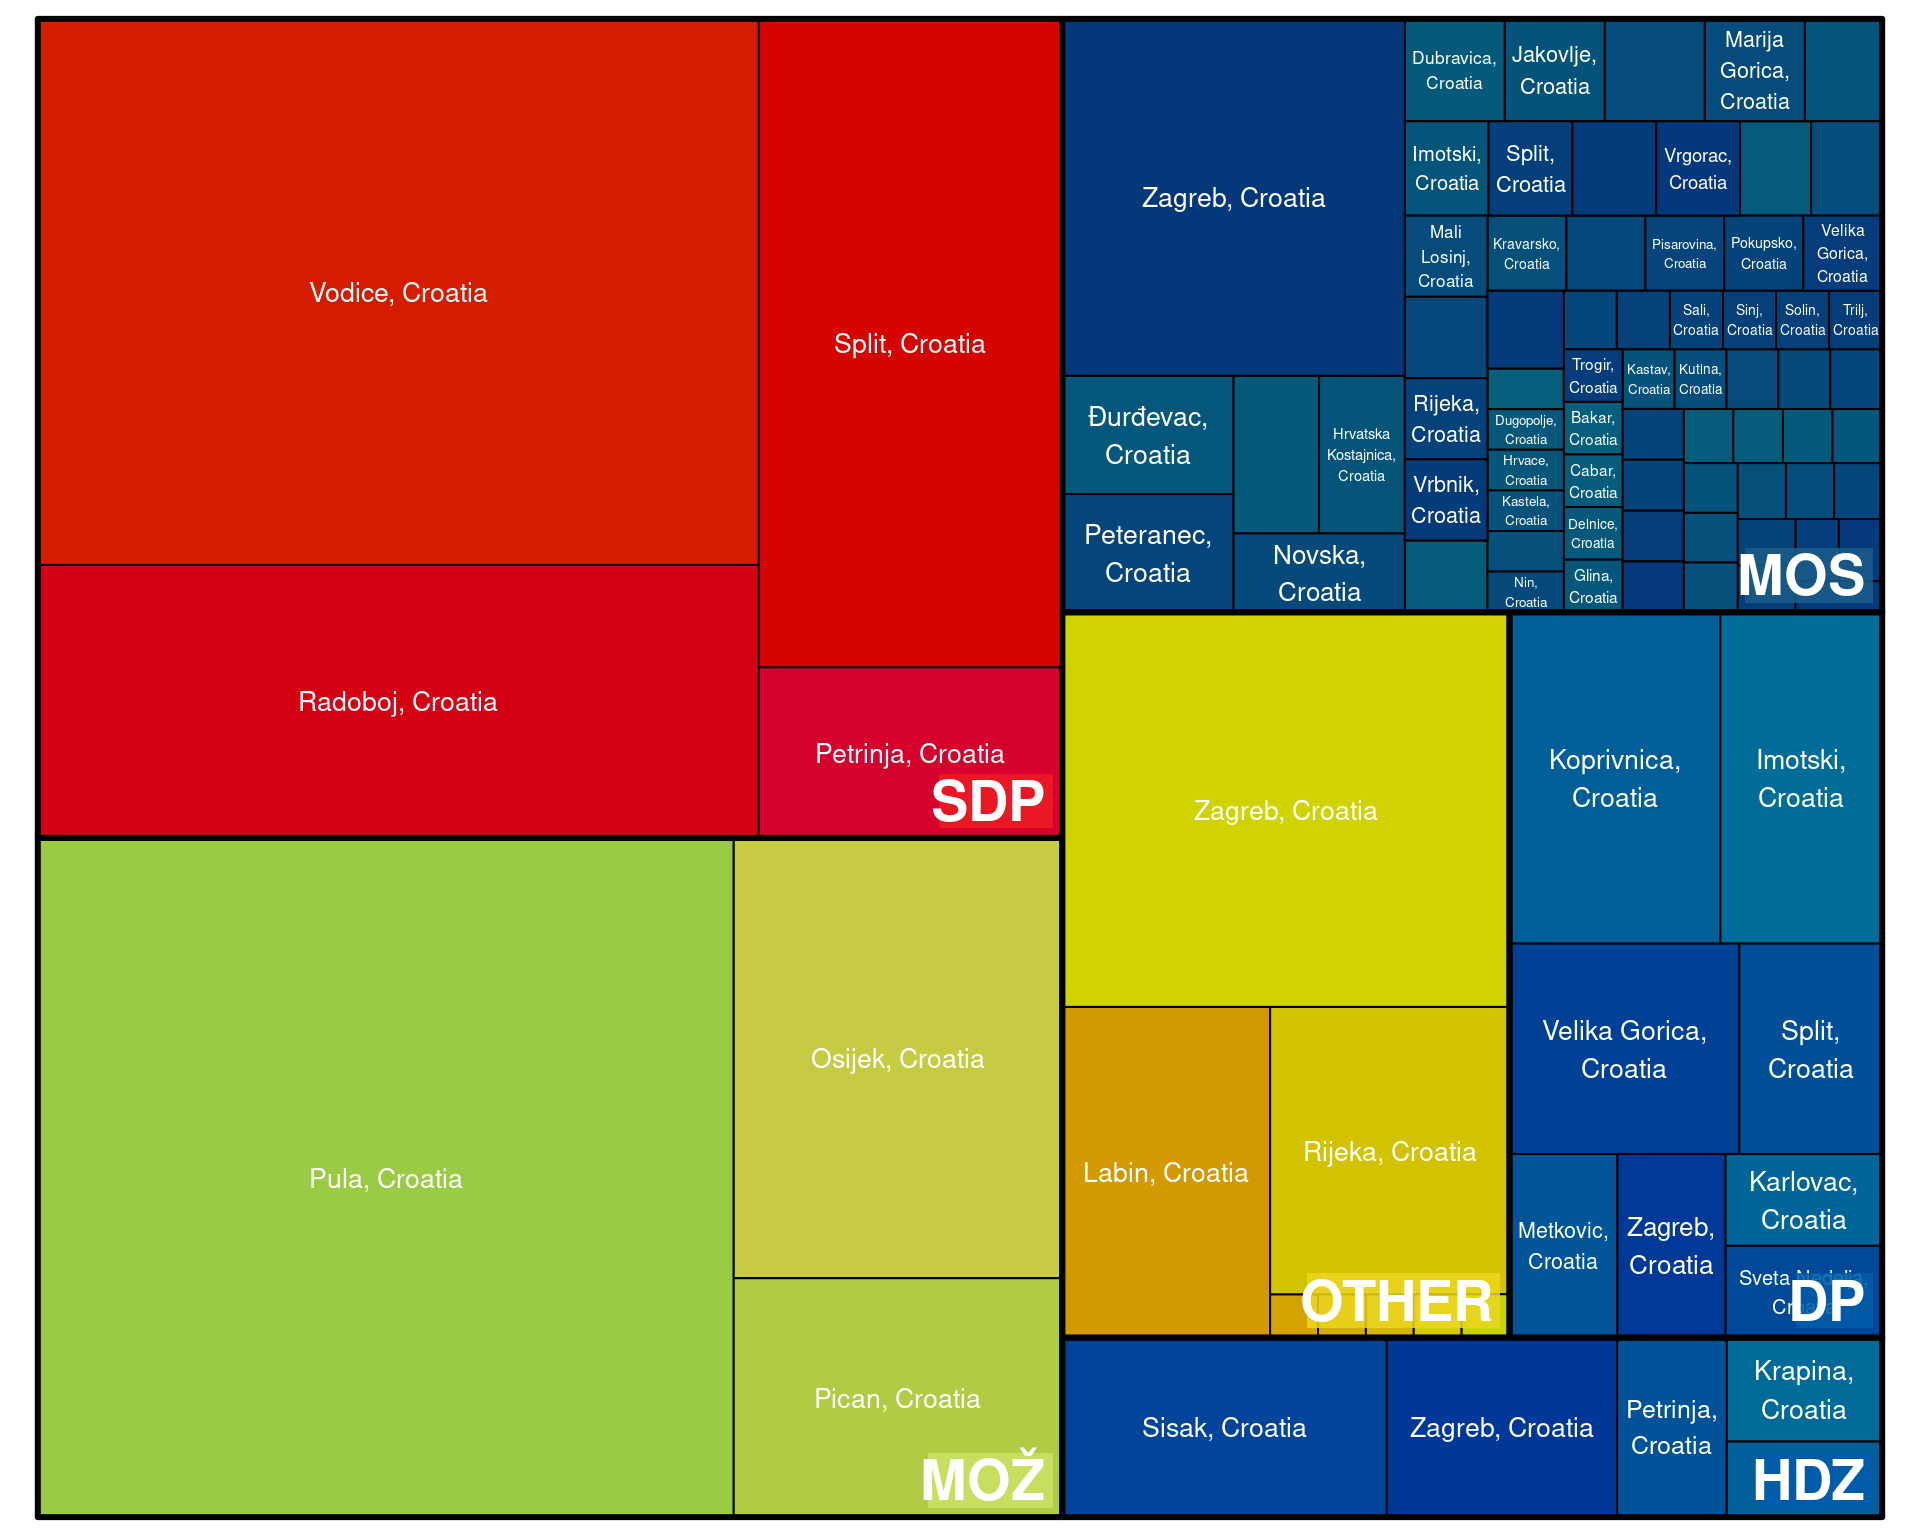 Vodice, Croatia
Split, Croatia
Radoboj, Croatia
Petrinja, Croatia
SDP
Pula, Croatia
Osijek, Croatia
Pican, Croatia
MOŽ
Zagreb, Croatia
Đurđevac,
Croatia
Peteranec,
Croatia
Hrvatska
Kostajnica,
Croatia
Novska,
Croatia
Dubravica,
Croatia
Jakovlje,
Croatia
Marija
Gorica,
Croatia
Imotski,
Croatia
Split,
Croatia
Vrgorac,
Croatia
Mali
Losinj,
Croatia
Kravarsko,
Croatia
Pisarovina,
Croatia
Pokupsko,
Croatia
Velika
Gorica,
Croatia
Sali,
Croatia
Sinj,
Croatia
Solin,
Croatia
Trilj,
Croatia
Rijeka,
Croatia
Vrbnik,
Croatia
Trogir,
Croatia
Kastav,
Croatia
Kutina,
Croatia
Dugopolje,
Croatia
Hrvace,
Croatia
Kastela,
Croatia
Nin,
Croatia
Bakar,
Croatia
Cabar,
Croatia
Delnice,
Croatia
Glina,
Croatia
MOS
Zagreb, Croatia
Labin, Croatia
Rijeka, Croatia
OTHER
Koprivnica,
Croatia
Imotski,
Croatia
Velika Gorica,
Croatia
Split,
Croatia
Metkovic,
Croatia
Zagreb,
Croatia
Karlovac,
Croatia
Sveta Nedelja,
Croatia
DP
Sisak, Croatia
Zagreb, Croatia
Petrinja,
Croatia
Krapina,
Croatia
HDZ